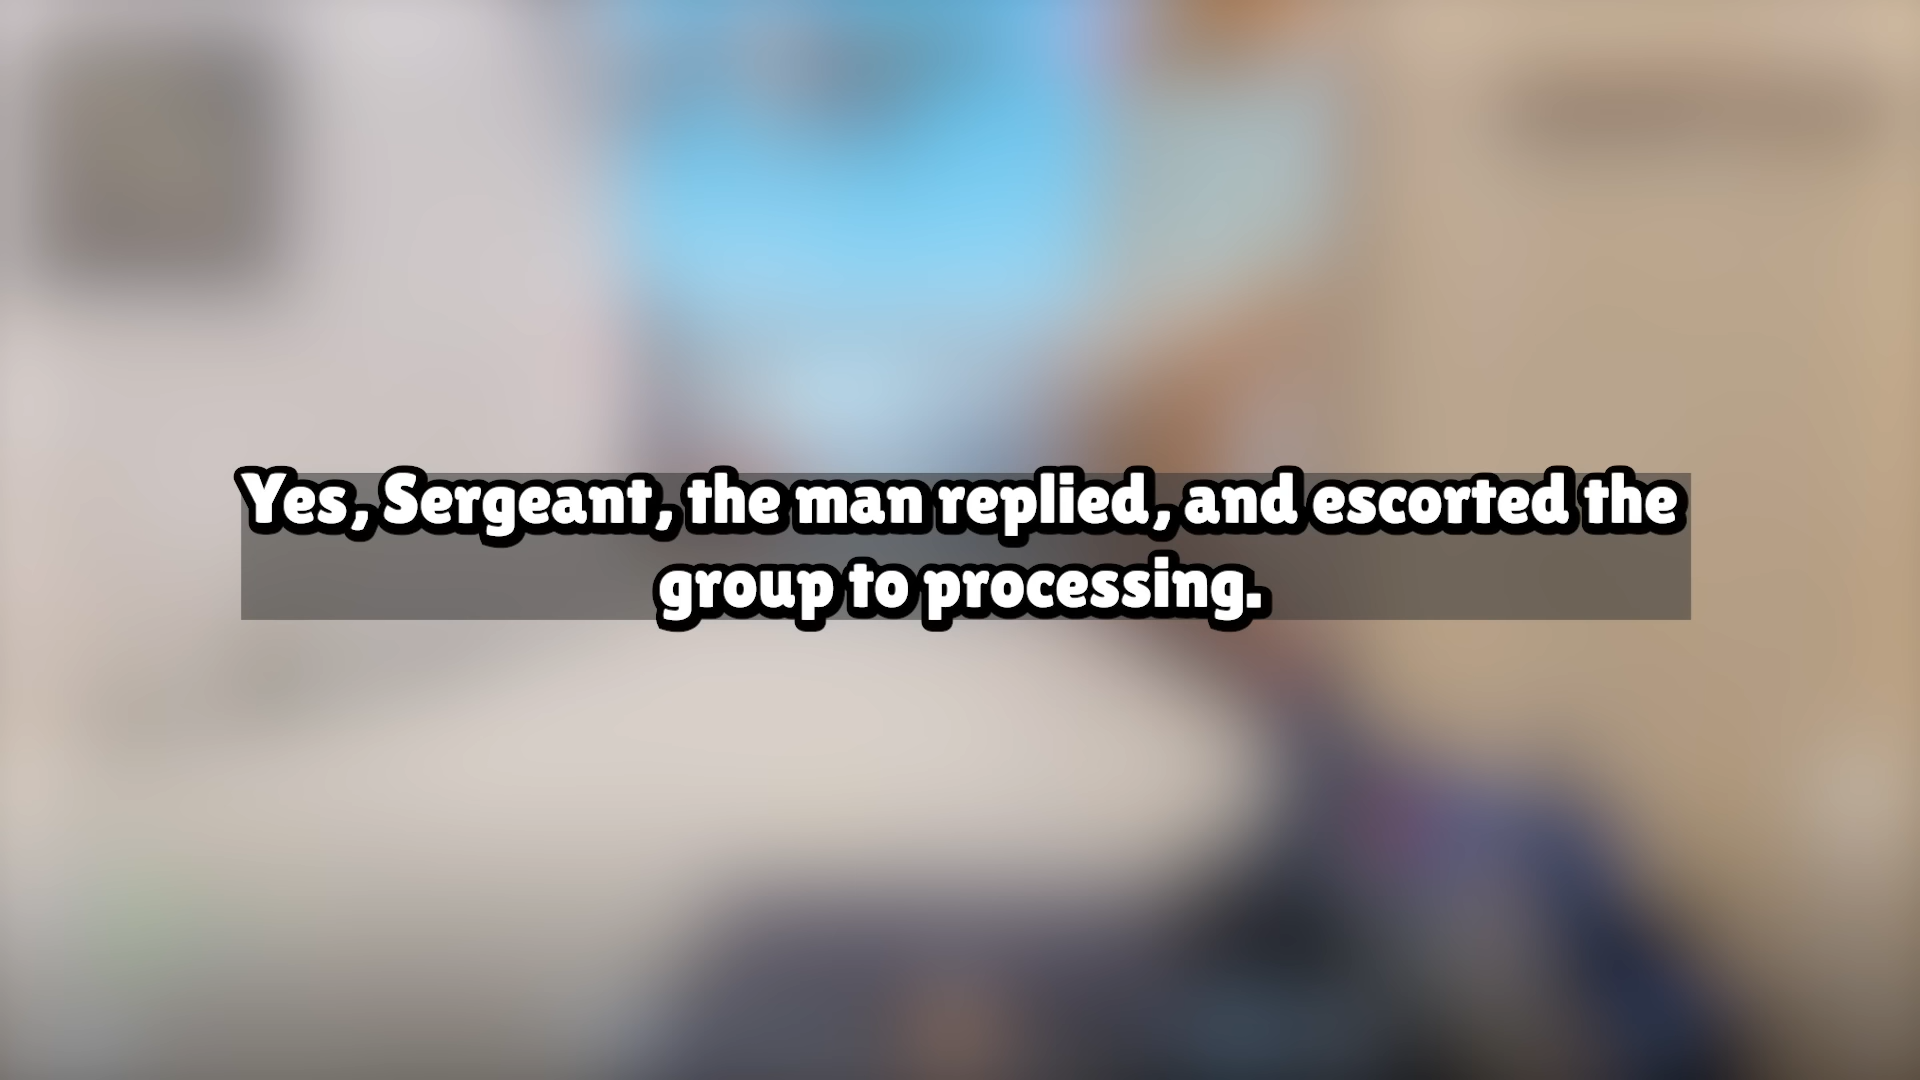 Yes, Sergeant, the man replied, and escorted the
group to processing.